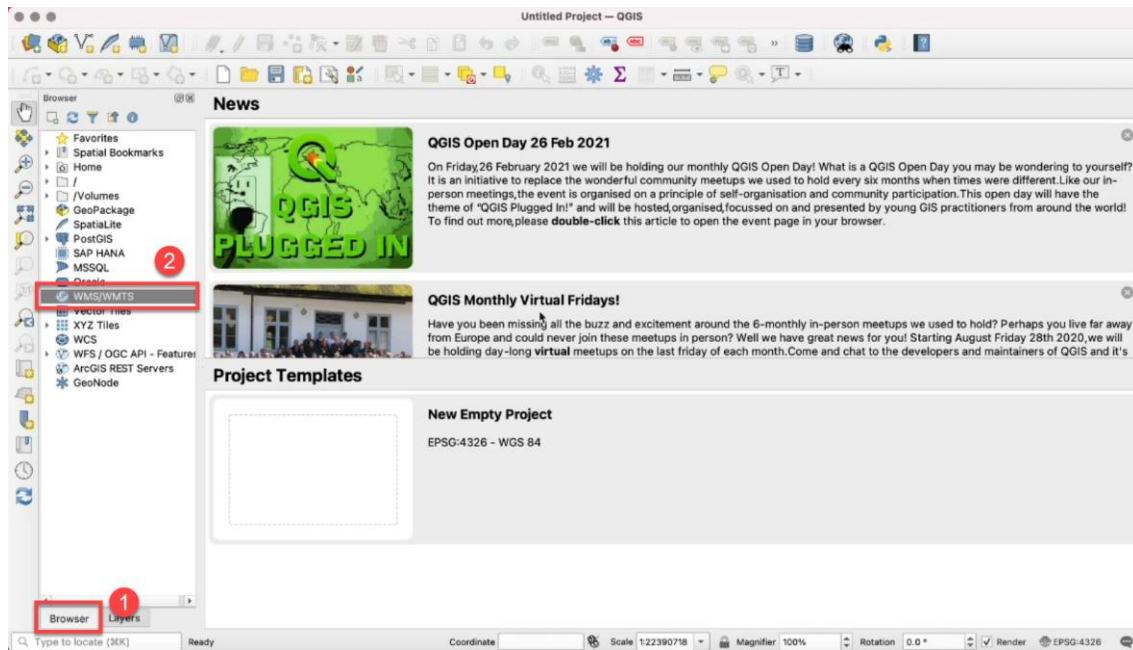 Untitled Project — QGIS
Browser
News
Favorites
Spatial Bookmarks
Home
/
/Volumes
GeoPackage
SpatiaLite
PostGIS
SAP HANA
MSSQL
2
Oracle
WMS/WMTS
Vector Tiles
XYZ Tiles
WCS
WFS / OGC API - Features
ArcGIS REST Servers
GeoNode
QGIS
PLUGGED IN
QGIS Open Day 26 Feb 2021
On Friday,26 February 2021 we will be holding our monthly QGIS Open Day! What is a QGIS Open Day you may be wondering to yourself?
It is an initiative to replace the wonderful community meetups we used to hold every six months when times were different.Like our in-
person meetings,the event is organised on a principle of self-organisation and community participation.This open day will have the
theme of "QGIS Plugged In!" and will be hosted,organised,focussed on and presented by young GIS practitioners from around the world!
To find out more,please double-click this article to open the event page in your browser.
QGIS Monthly Virtual Fridays!
Have you been missing all the buzz and excitement around the 6-monthly in-person meetups we used to hold? Perhaps you live far away
from Europe and could never join these meetups in person? Well we have great news for you! Starting August Friday 28th 2020,we will
be holding day-long virtual meetups on the last friday of each month.Come and chat to the developers and maintainers of QGIS and it's
Project Templates
New Empty Project
EPSG:4326 - WGS 84
1
Browser
Layers
Type to locate (⌘K)
Ready
Coordinate
Scale 1:22390718
Magnifier 100%
Rotation 0.0 °
Render
EPSG:4326